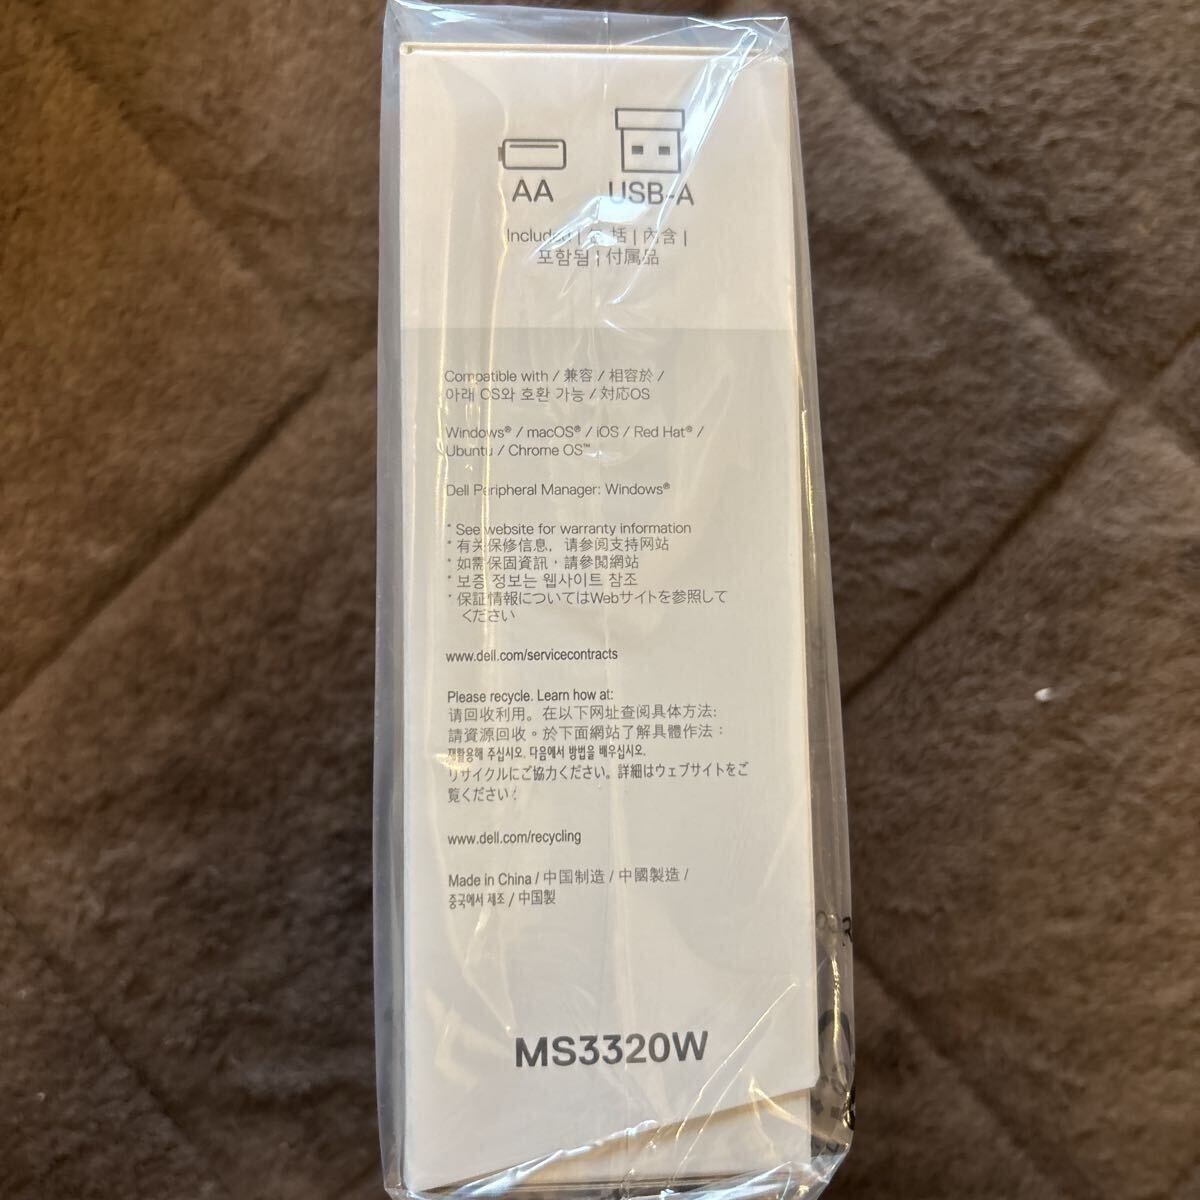 AA USB-A
Included | 包括 | 內含 |
포함됨 | 付属品
Compatible with / 兼容 / 相容於 /
아래 OS와 호환 가능 / 対応OS
Windows® / macOS® / iOS / Red Hat® /
Ubuntu / Chrome OS™
Dell Peripheral Manager: Windows®
* See website for warranty information
* 有关保修信息，请参阅支持网站
* 如需保固資訊，請參閱網站
* 보증 정보는 웹사이트 참조
* 保証情報についてはWebサイトを参照して
ください
www.dell.com/servicecontracts
Please recycle. Learn how at:
请回收利用。在以下网址查阅具体方法:
請資源回收。於下面網站了解具體作法：
재활용해 주십시오. 다음에서 방법을 배우십시오.
リサイクルにご協力ください。詳細はウェブサイトをご
覧ください:
www.dell.com/recycling
Made in China / 中国制造 / 中國製造 /
중국에서 제조 / 中国製
MS3320W